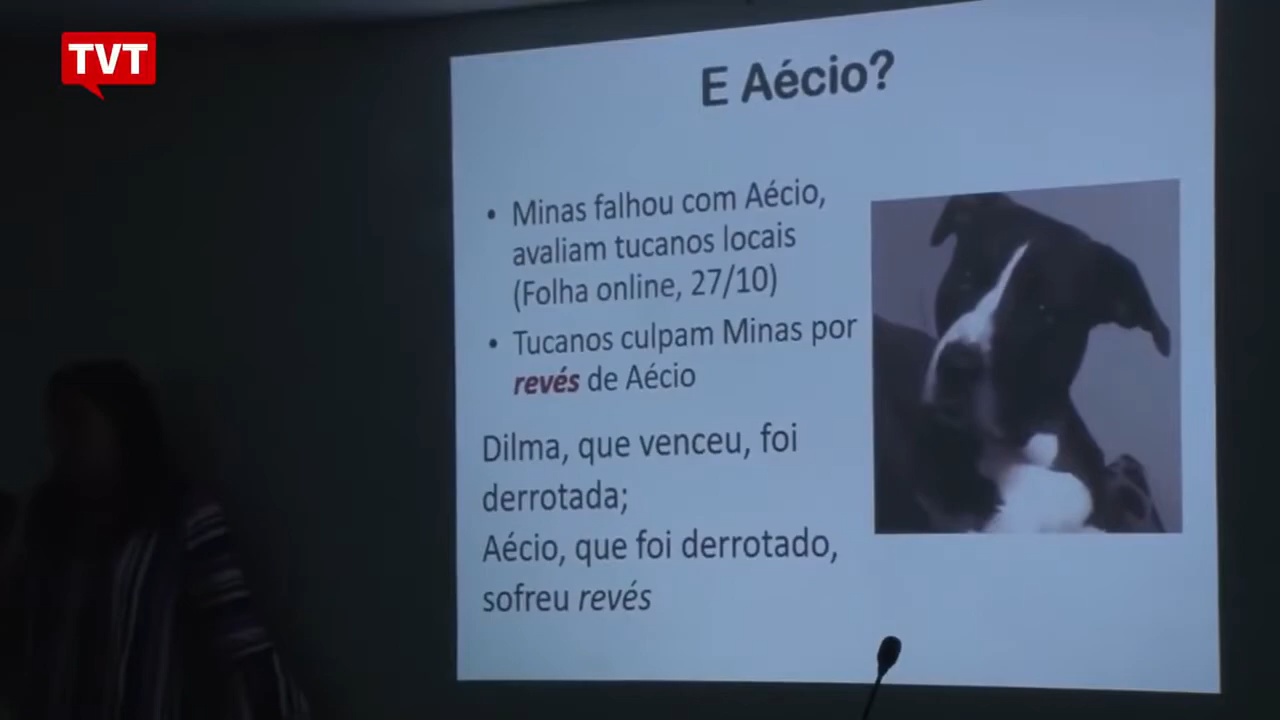 TVT
E Aécio?
• Minas falhou com Aécio,
avaliam tucanos locais
(Folha online, 27/10)
• Tucanos culpam Minas por
revés de Aécio
Dilma, que venceu, foi
derrotada;
Aécio, que foi derrotado,
sofreu revés